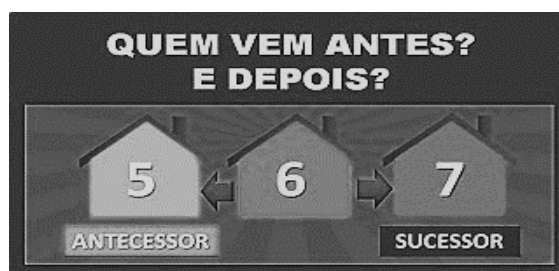 QUEM VEM ANTES?
E DEPOIS?
5 6 7
ANTECESSOR SUCESSOR